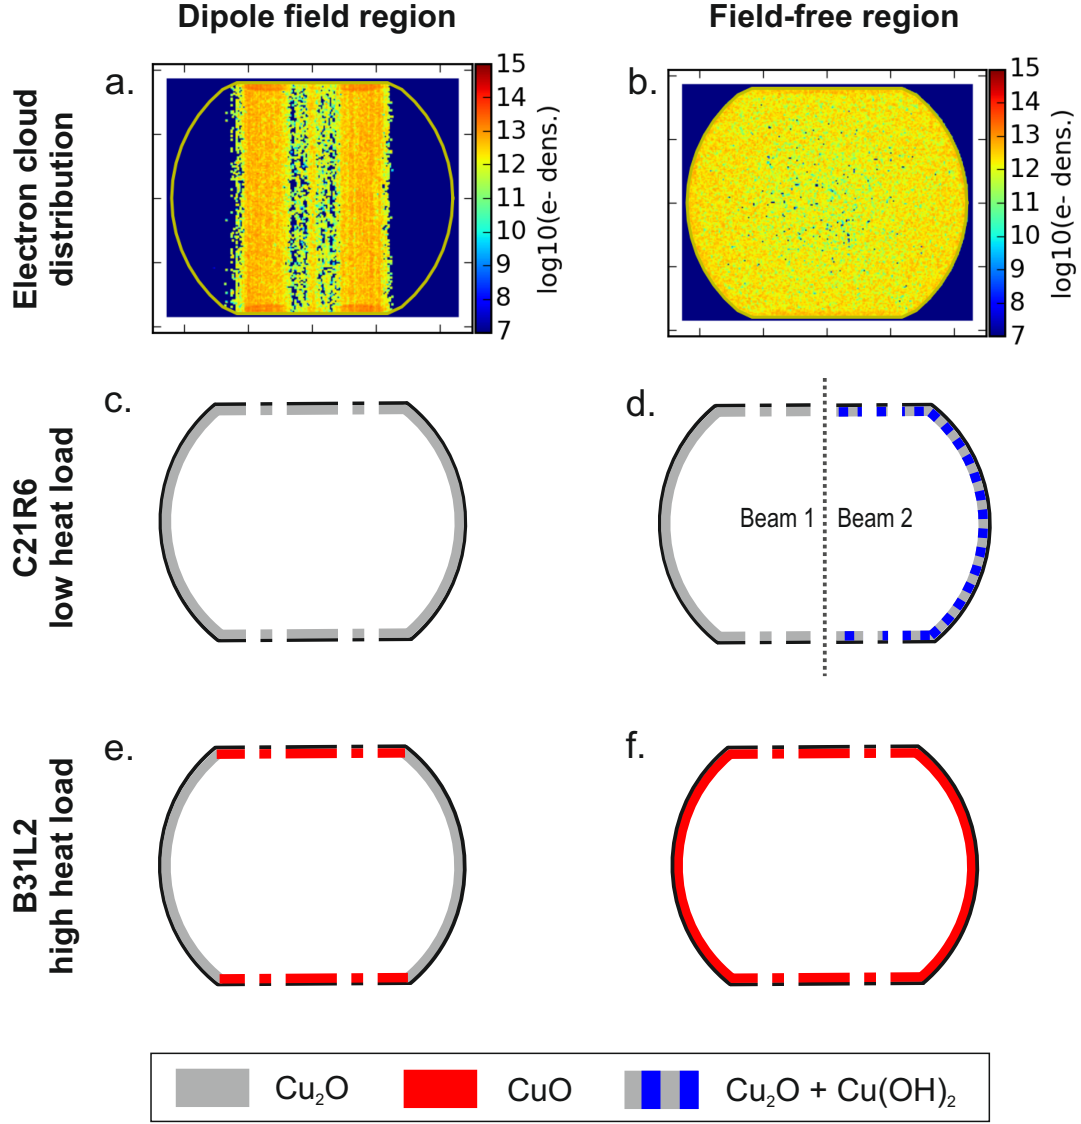 Dipole field region
Field-free region
Electron cloud
distribution
a.
15
14
13
12
11
10
9
8
7
log10(e- dens.)
b.
15
14
13
12
11
10
9
8
7
log10(e- dens.)
C21R6
low heat load
c.
d.
Beam 1
Beam 2
B31L2
high heat load
e.
f.
Cu₂O
CuO
Cu₂O + Cu(OH)₂